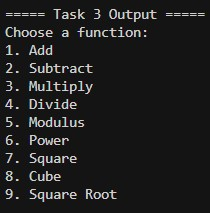 ===== Task 3 Output =====
Choose a function:
1. Add
2. Subtract
3. Multiply
4. Divide
5. Modulus
6. Power
7. Square
8. Cube
9. Square Root